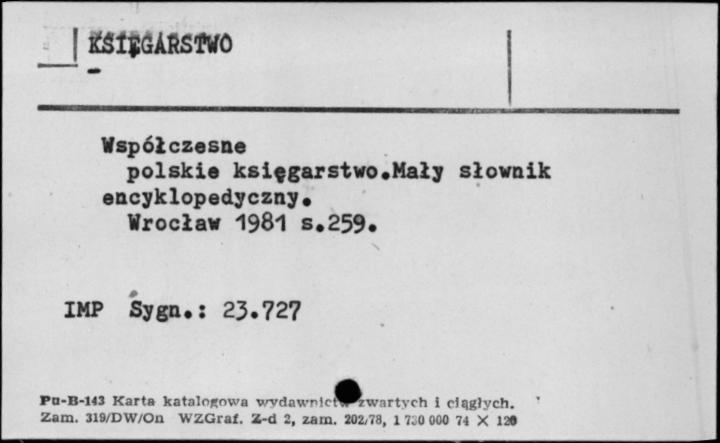 KSIĘGARSTWO
Współczesne
polskie księgarstwo.Mały słownik
encyklopedyczny.
Wrocław 1981 s.259.
IMP Sygn.: 23.727
Pu-B-143 Karta katalogowa wydawnictw zwartych i ciągłych.
Zam. 319/DW/On WZGraf. Z-d 2, zam. 202/78, 1 730 000 74 X 120